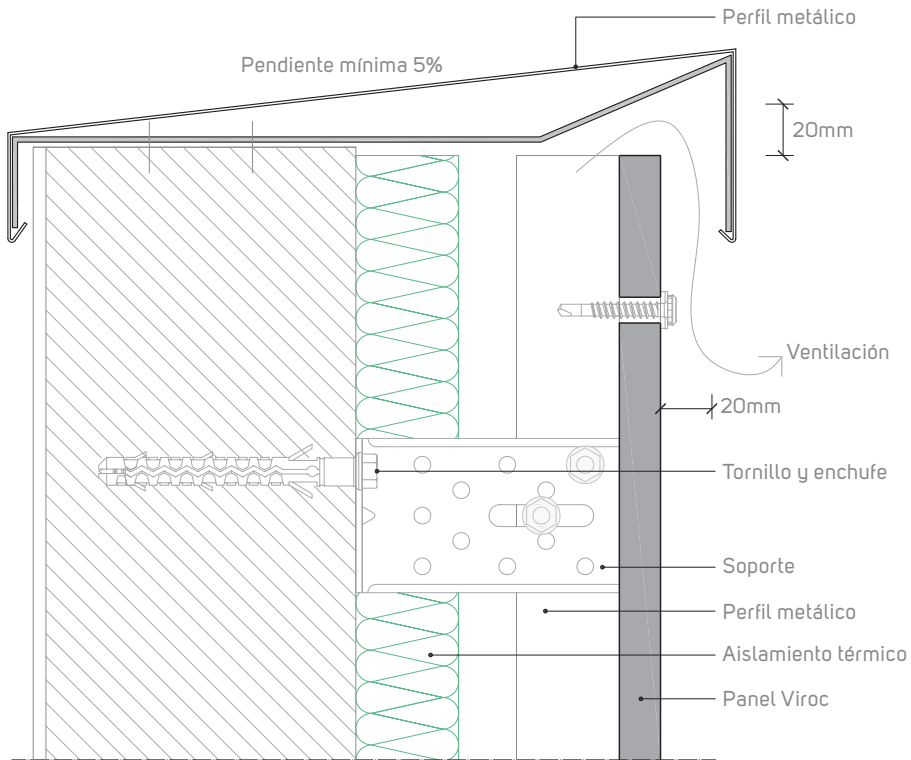 Perfil metálico
Pendiente mínima 5%
20mm
Ventilación
20mm
Tornillo y enchufe
Soporte
Perfil metálico
Aislamiento térmico
Panel Viroc